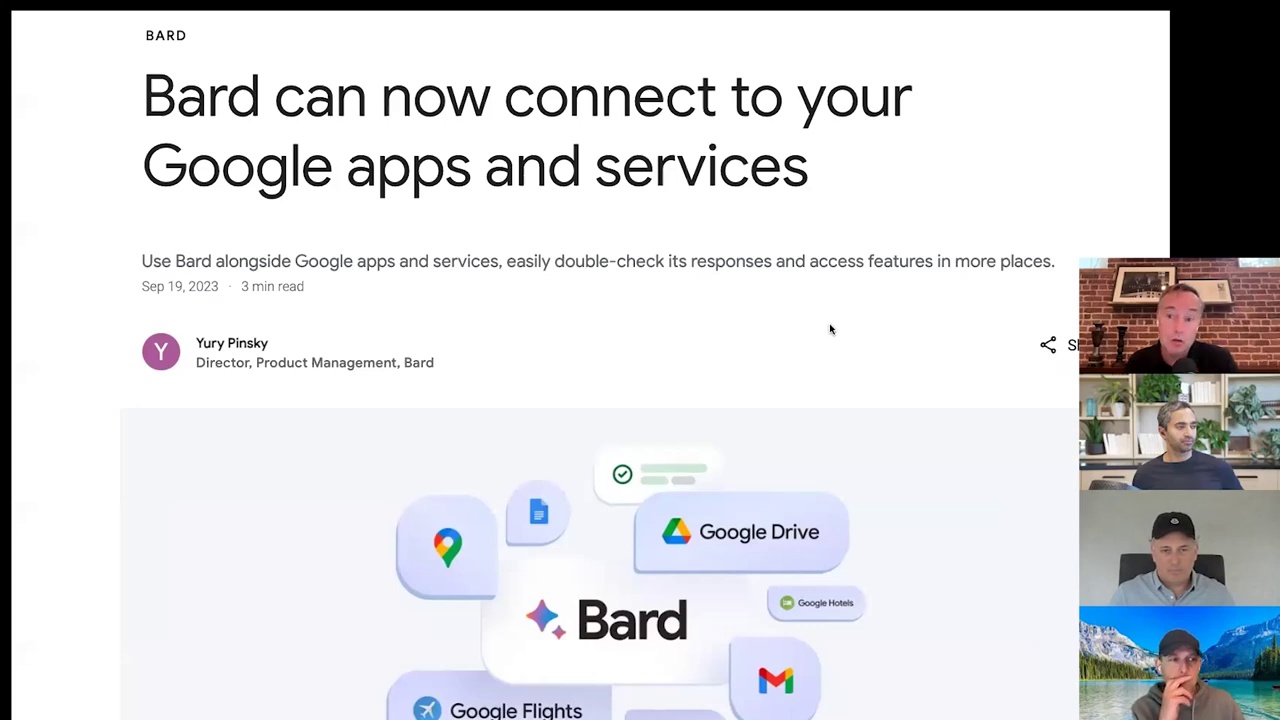 BARD
Bard can now connect to your
Google apps and services
Use Bard alongside Google apps and services, easily double-check its responses and access features in more places.
Sep 19, 2023 · 3 min read
Y
Yury Pinsky
Director, Product Management, Bard
Google Drive
Bard
Google Hotels
Google Flights